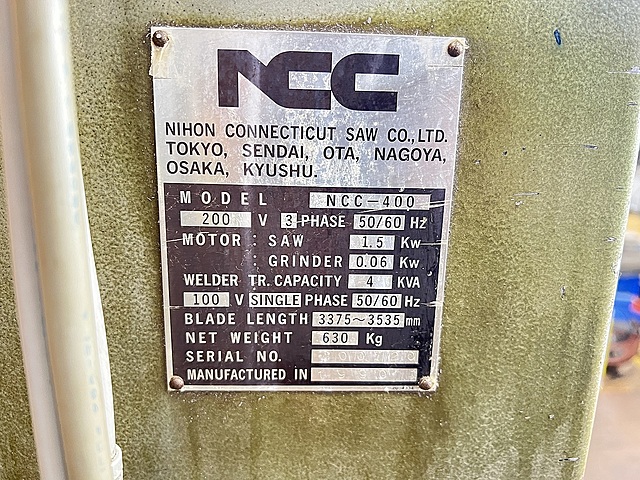 NCC
NIHON CONNECTICUT SAW CO., LTD.
TOKYO, SENDAI, OTA, NAGOYA,
OSAKA, KYUSHU.
MODEL NCC-400
200 V 3 PHASE 50/60 Hz
MOTOR : SAW 1.5 Kw
: GRINDER 0.06 Kw
WELDER TR. CAPACITY 4 KVA
100 V SINGLE PHASE 50/60 Hz
BLADE LENGTH 3375~3535 mm
NET WEIGHT 630 Kg
SERIAL NO.
MANUFACTURED IN